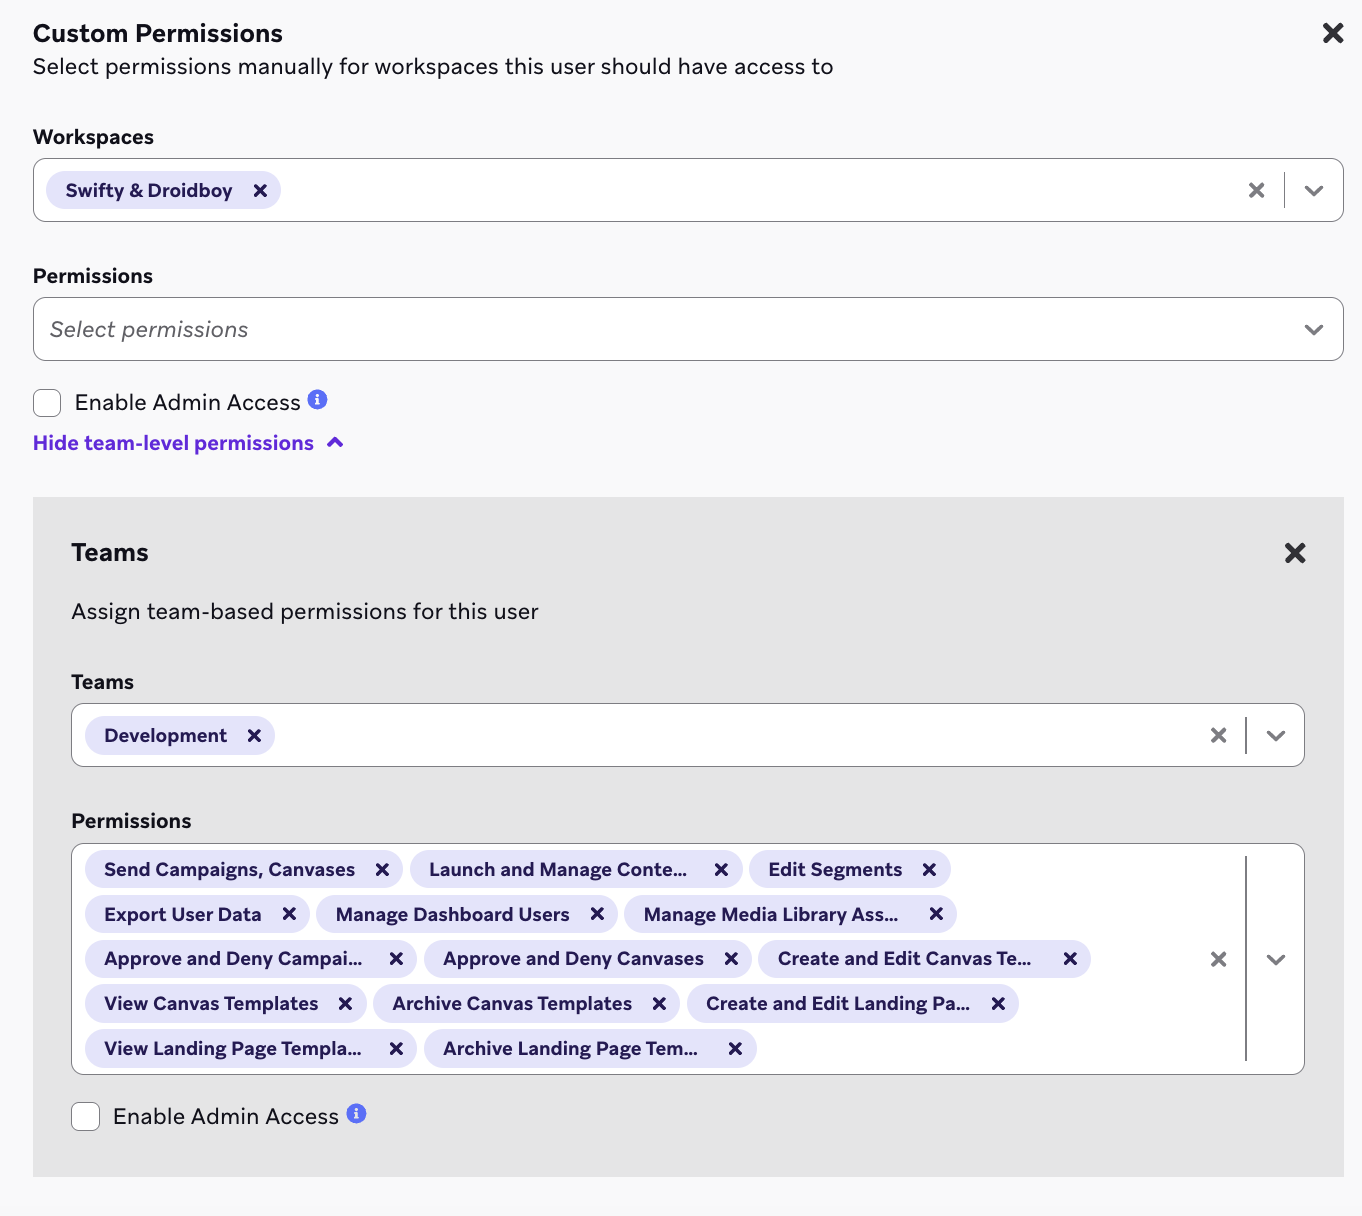 Custom Permissions
Select permissions manually for workspaces this user should have access to
Workspaces
Swifty & Droidboy
Permissions
Select permissions
Enable Admin Access
Hide team-level permissions
Teams
Assign team-based permissions for this user
Teams
Development
Permissions
Send Campaigns, Canvases Launch and Manage Conte... Edit Segments
Export User Data Manage Dashboard Users Manage Media Library Ass...
Approve and Deny Campai... Approve and Deny Canvases Create and Edit Canvas Te...
View Canvas Templates Archive Canvas Templates Create and Edit Landing Pa...
View Landing Page Templa... Archive Landing Page Tem...
Enable Admin Access